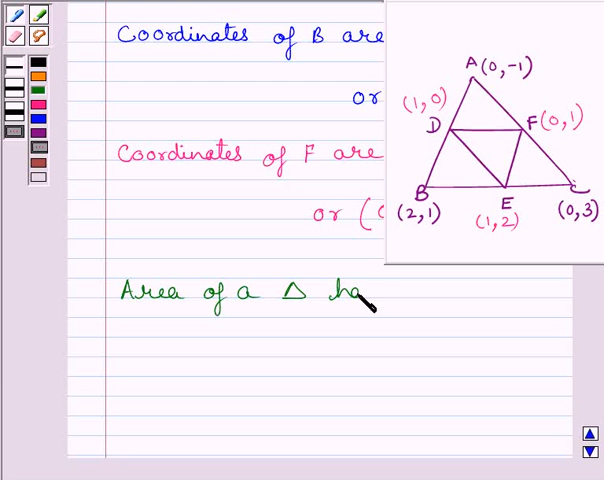 Coordinates of B are
or
Coordinates of F are
or (
Area of a Δ ha
A(0,-1)
(1,0)
D
F(0,1)
B
E
C
(2,1)
(1,2)
(0,3)